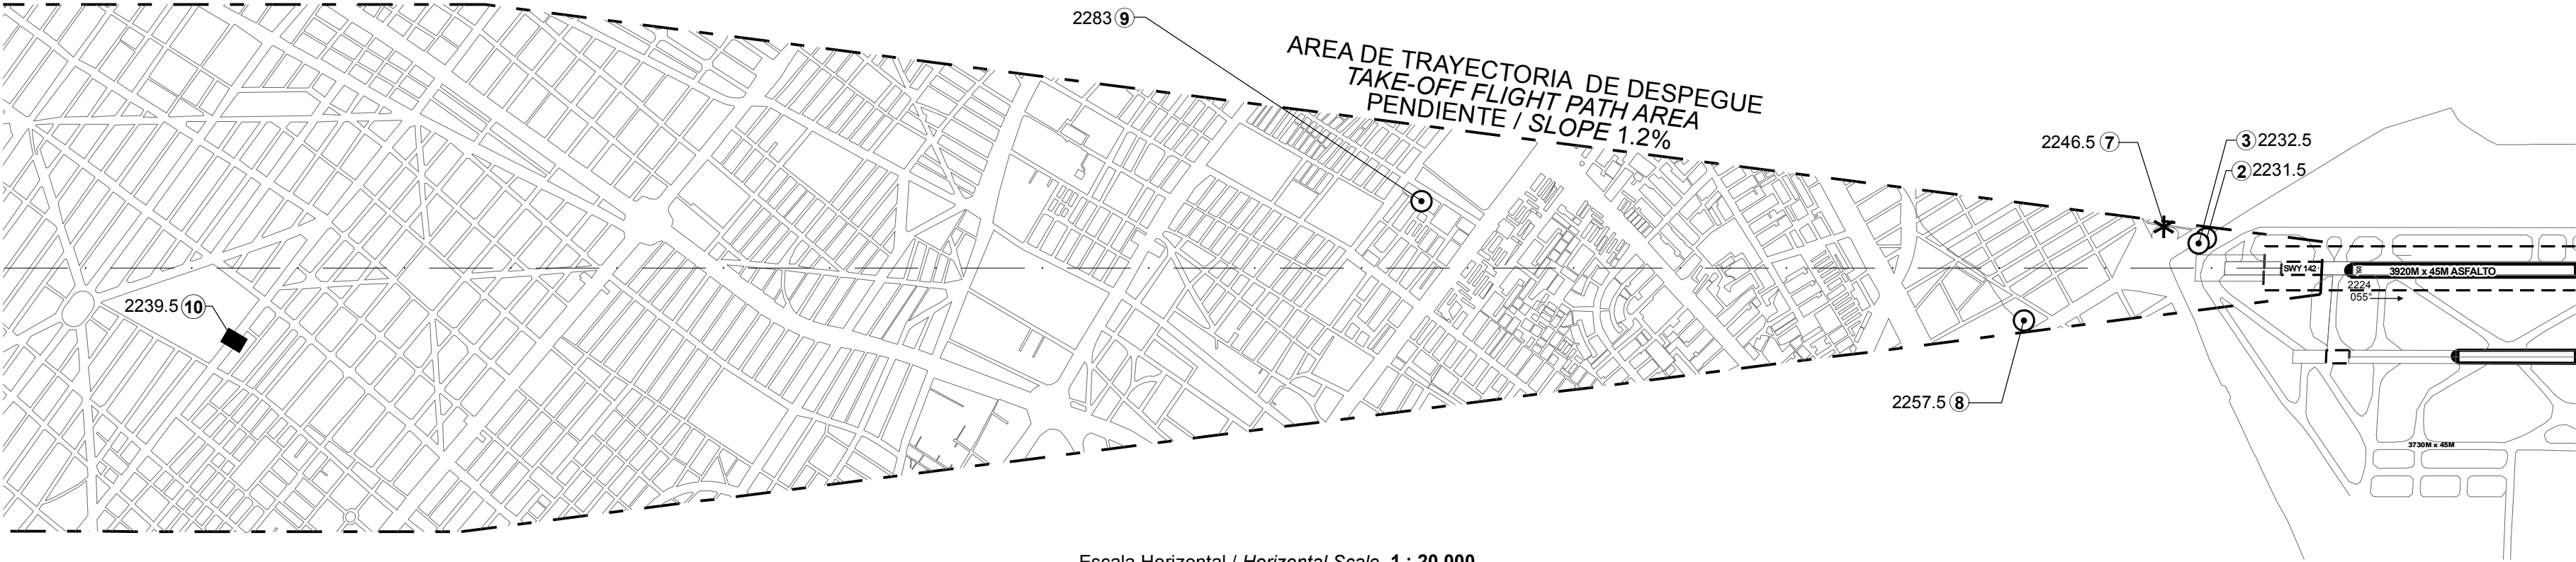 2283 9
AREA DE TRAYECTORIA DE DESPEGUE
TAKE-OFF FLIGHT PATH AREA
PENDIENTE / SLOPE 1.2%
2246.5 7
3 2232.5
2 2231.5
SWY 142
3920M x 45M ASFALTO
2224
055°
2239.5 10
2257.5 8
3730M x 45M
Escala Horizontal / Horizontal Scale 1 : 20 000